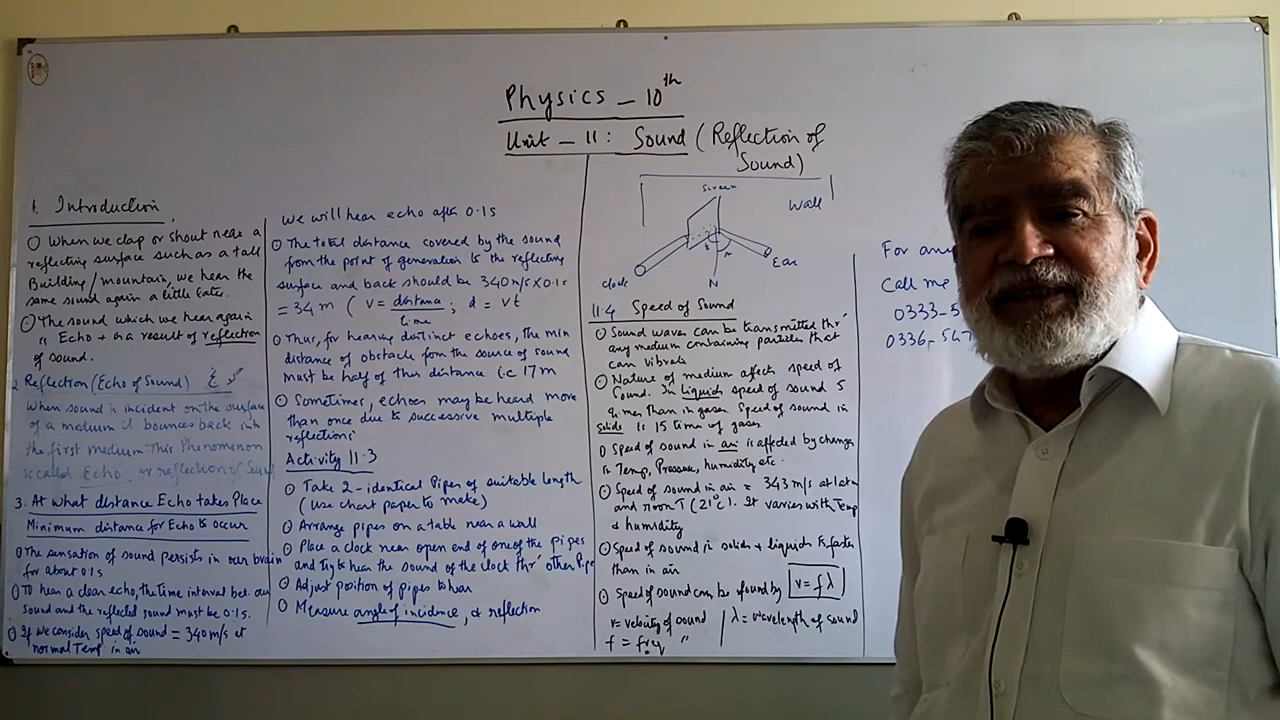 Physics - 10th
Unit - 11: Sound (Reflection of
Sound)
1. Introduction
When we clap or shout near a
reflecting surface such as a tall
Building/mountain, we hear the
same sound again a little later.
The sound which we hear again
is Echo + is a result of reflection
of sound.
2. Reflection (Echo of Sound)
When sound is incident on the surface
of a medium it bounces back into
the first medium. This Phenomenon
is called Echo or reflection of Sound
3. At what distance Echo takes Place
Minimum distance for Echo to occur
The sensation of sound persists in our brain
for about 0.1s
To hear a clear echo, the Time interval bet. our
sound and the reflected sound must be 0.1s.
If we consider speed of sound = 340 m/s at
normal Temp in air
we will hear echo after 0.1s
The total distance covered by the sound
from the point of generation to the reflecting
surface and back should be 340 m/s x 0.1s
= 34 m ( v = distance/time ; d = vt
Thus, for hearing distinct echoes, the min
distance of obstacle from the source of sound
must be half of this distance i.e 17 m
Sometimes, echoes may be heard more
than once due to successive multiple
reflections
Activity 11.3
Take 2-identical Pipes of suitable length
(Use chart paper to make)
Arrange pipes on a table near a wall
Place a clock near open end of one of the pipes
and try to hear the sound of the clock thr' other Pipe
Adjust position of pipes to hear
Measure angle of incidence, & reflection
Screen
Wall
clock
Ear
i r
N
11.4 Speed of Sound
Sound waves can be transmitted thr'
any medium containing particles that
can vibrate
Nature of medium affects speed of
Sound. In Liquids speed of sound 5
times than in gases. Speed of sound in
Solids is 15 time of gases
Speed of sound in air is affected by changes
in Temp, Pressure, humidity etc.
Speed of sound in air = 343 m/s at 1 atm
and room T (21°C). It varies with Temp
& humidity
Speed of sound in solids + liquids is faster
than in air
Speed of sound can be found by v = fλ
v = velocity of sound
λ = wavelength of sound
f = freq "
For any
Call me
0333-5
0336-547